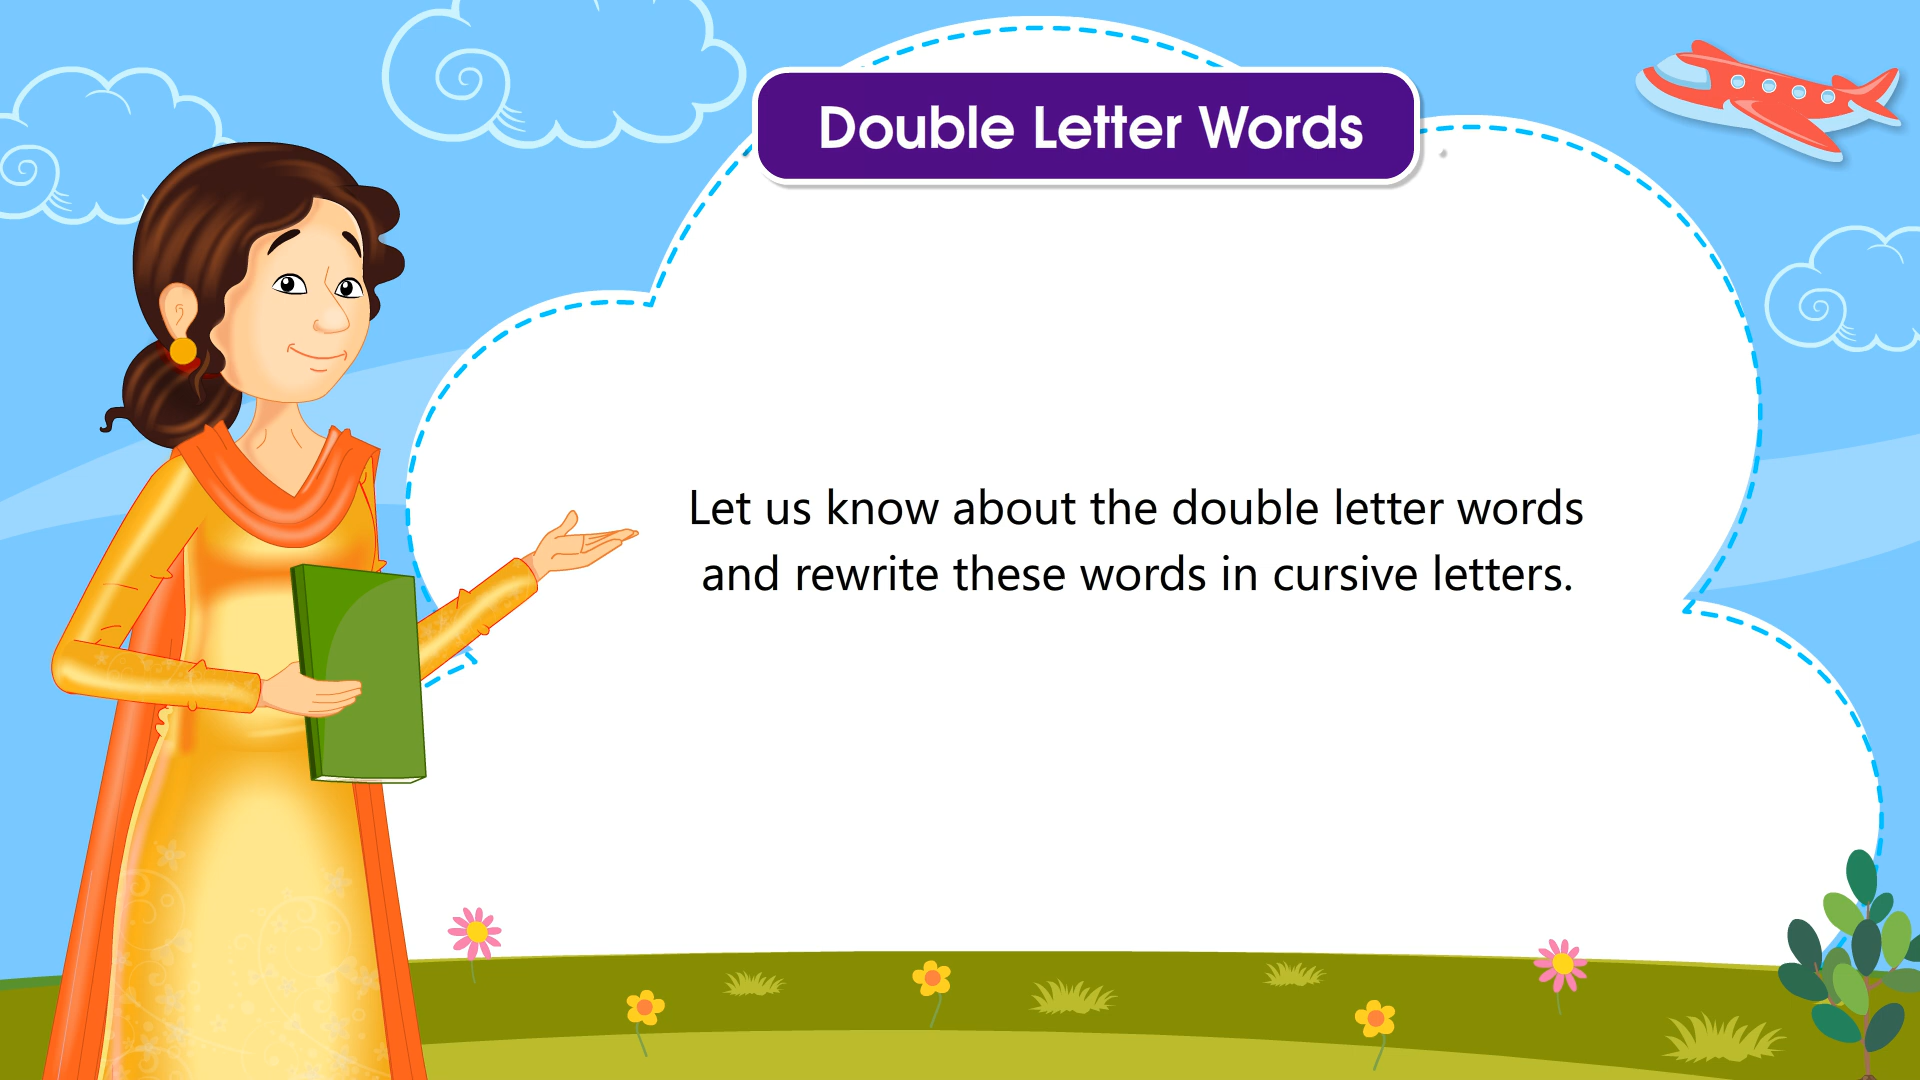 Double Letter Words
Let us know about the double letter words
and rewrite these words in cursive letters.